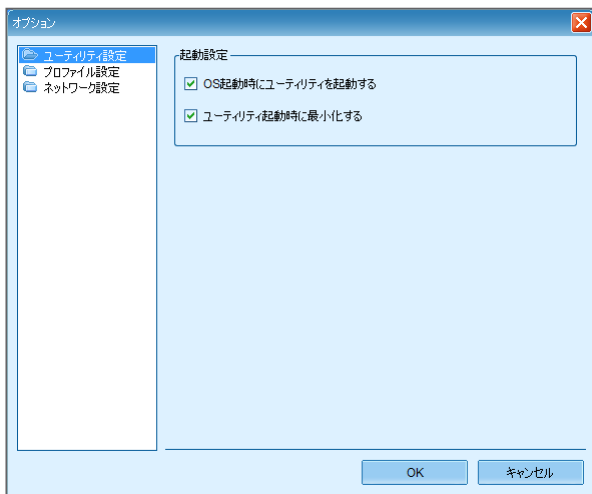 オプション
ユーティリティ設定
プロファイル設定
ネットワーク設定
起動設定
OS起動時にユーティリティを起動する
ユーティリティ起動時に最小化する
OK
キャンセル